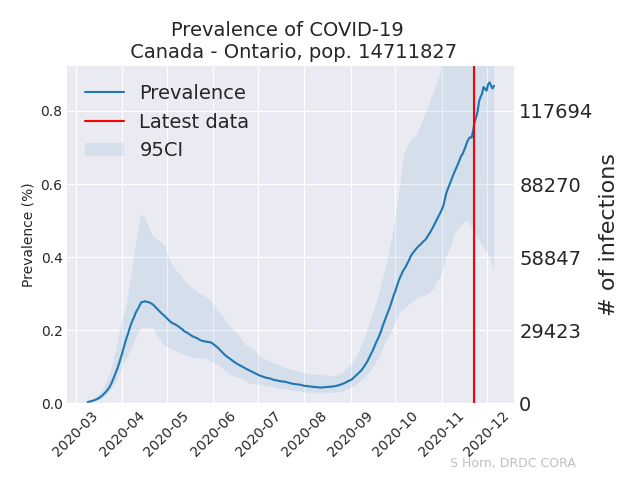 Prevalence of COVID-19
Canada - Ontario, pop. 14711827
Prevalence
Latest data
95CI
Prevalence (%)
0.8
0.6
0.4
0.2
0.0
117694
88270
58847
29423
0
# of infections
2020-03
2020-04
2020-05
2020-06
2020-07
2020-08
2020-09
2020-10
2020-11
2020-12
S Horn, DRDC CORA